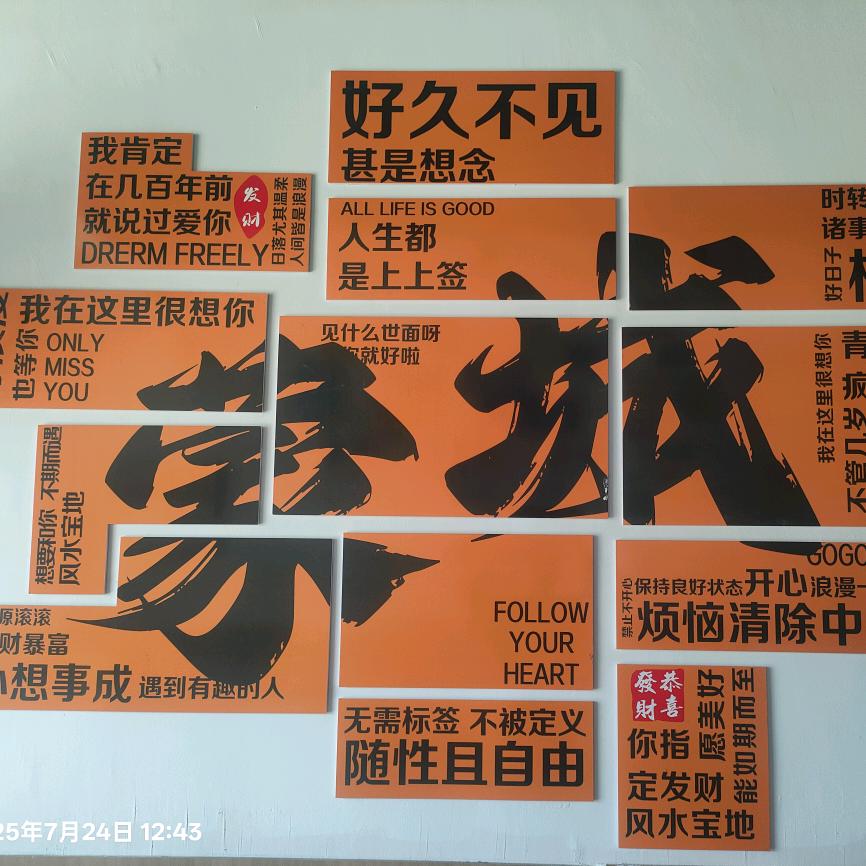 好久不见
甚是想念
我肯定
在几百年前
就说过爱你
DRERM FREELY
发财
日落尤其温柔
人间皆是浪漫
ALL LIFE IS GOOD
人生都
是上上签
时转
诸事
好日子
我在这里很想你
也等你
ONLY
MISS
YOU
见什么世面呀
你就好啦
蒙城
我在这里很想你
青
疯
不管几岁
想要和你 不期而遇
风水宝地
源滚滚
财暴富
心想事成 遇到有趣的人
FOLLOW
YOUR
HEART
GOGO
禁止不开心
保持良好状态 开心 浪漫一
烦恼清除中
无需标签 不被定义
随性且自由
恭喜
發財
你指
定发财
风水宝地
愿美好
能如期而至
25年7月24日 12:43